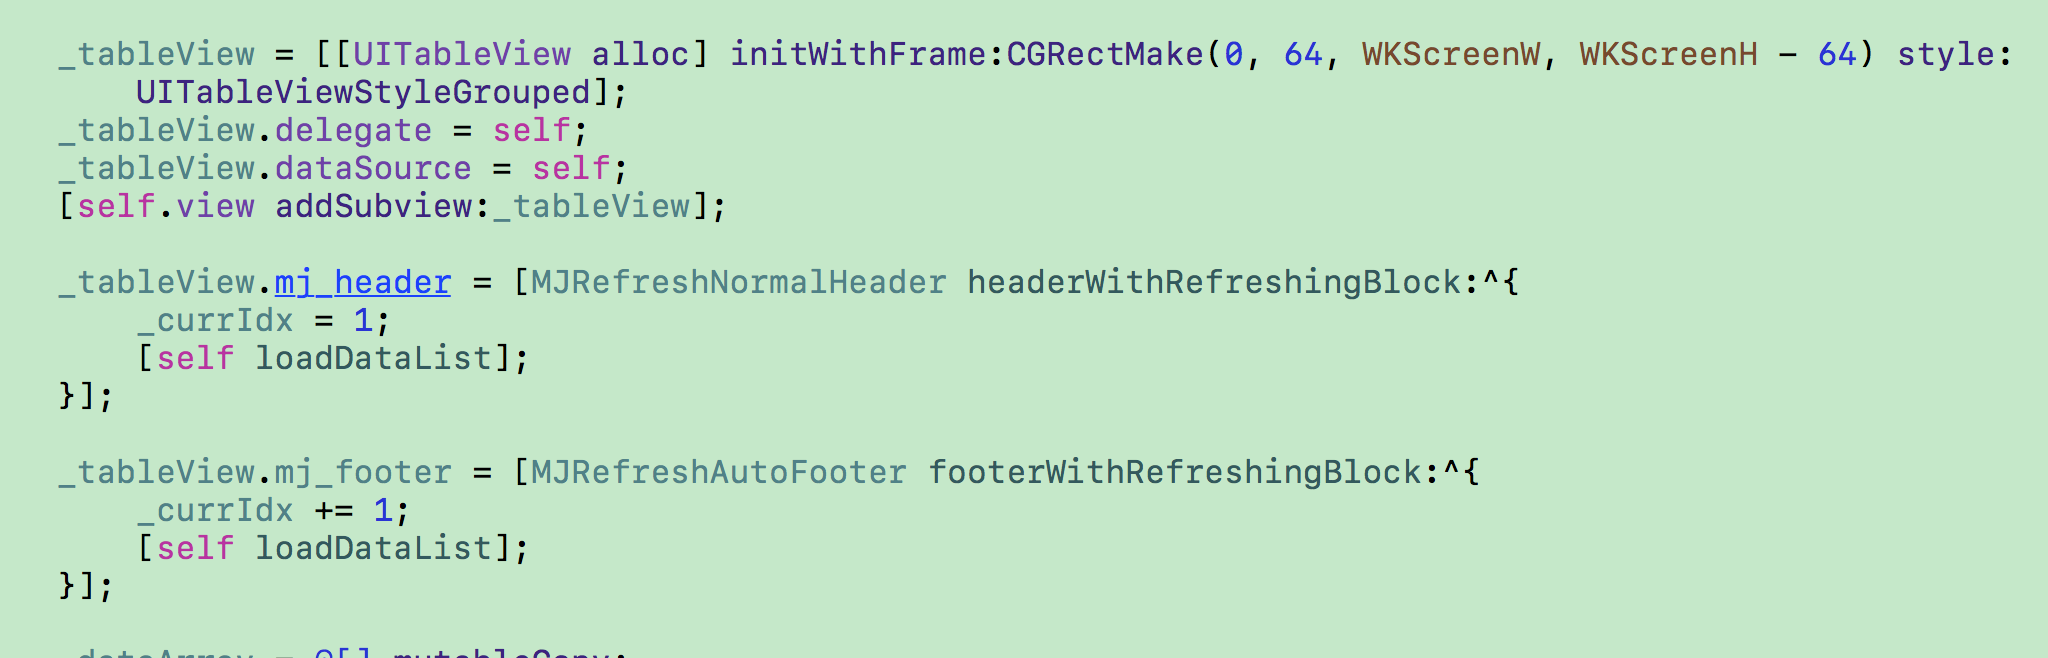 _tableView = [[UITableView alloc] initWithFrame:CGRectMake(0, 64, WKScreenW, WKScreenH - 64) style:
UITableViewStyleGrouped];
_tableView.delegate = self;
_tableView.dataSource = self;
[self.view addSubview:_tableView];
_tableView.mj_header = [MJRefreshNormalHeader headerWithRefreshingBlock:^{
_currIdx = 1;
[self loadDataList];
}];
_tableView.mj_footer = [MJRefreshAutoFooter footerWithRefreshingBlock:^{
_currIdx += 1;
[self loadDataList];
}];
_dataArray = @[].mutableCopy;